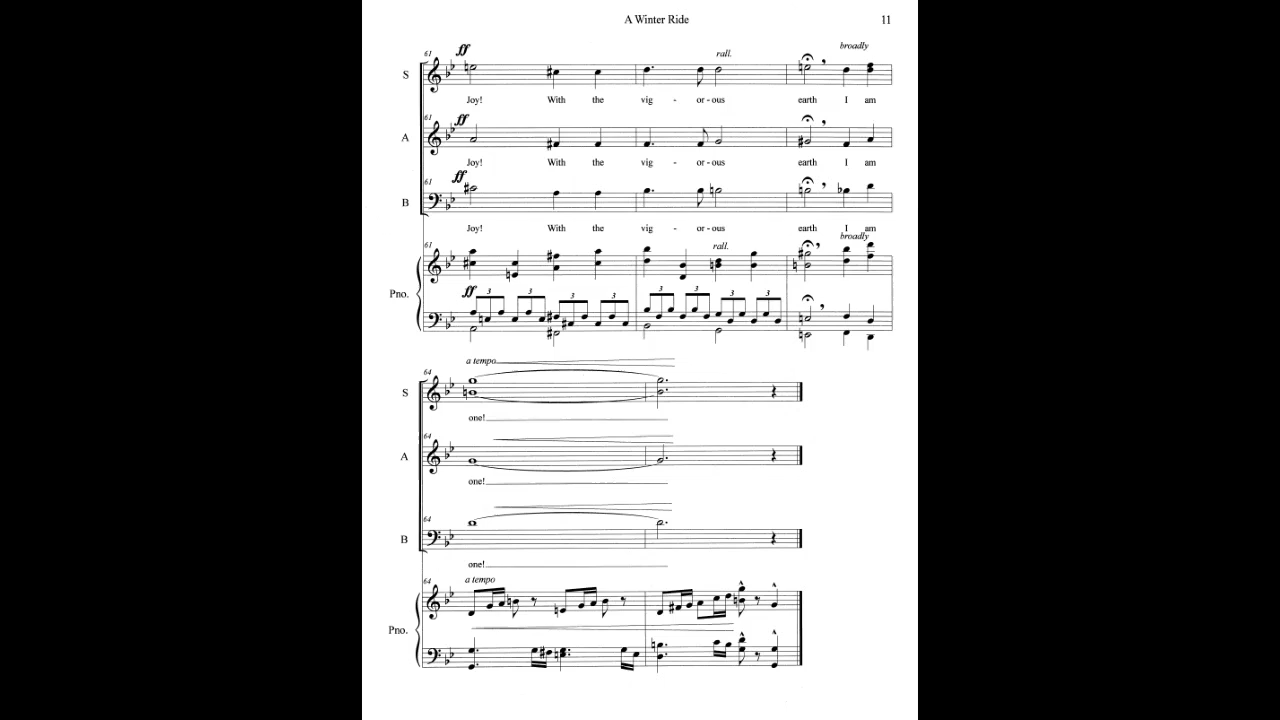 A Winter Ride 11
61 ff rall. broadly
S
Joy! With the vig - or - ous earth I am
61 ff
A
Joy! With the vig - or - ous earth I am
61 ff
B
Joy! With the vig - or - ous earth I am
61 rall. broadly
Pno.
ff 3 3 3 3 3 3 3 3
a tempo
64
S
one!
64
A
one!
64
B
one!
64 a tempo
Pno.